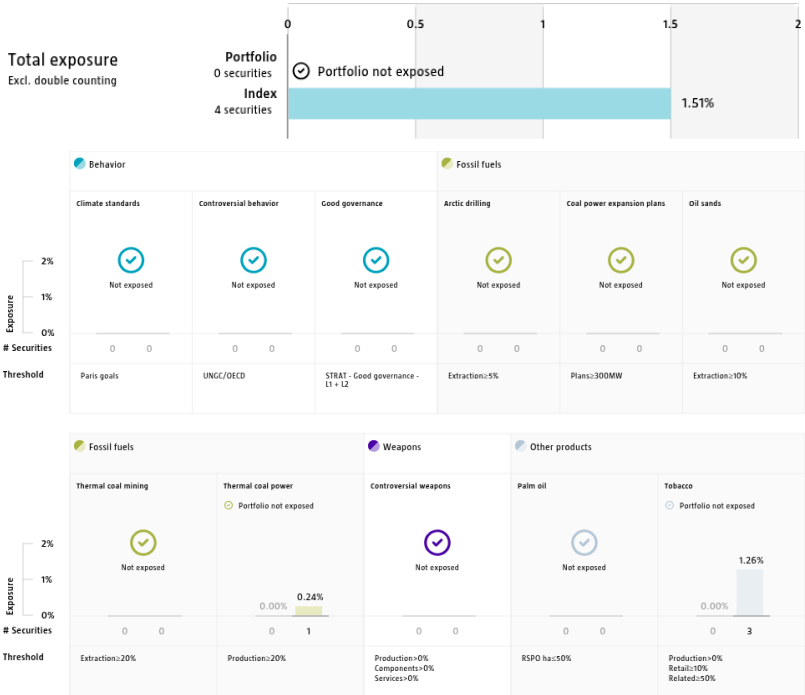 0 0.5 1 1.5 2
Total exposure
Excl. double counting
Portfolio
0 securities
Portfolio not exposed
Index
4 securities
1.51%
Behavior
Fossil fuels
Climate standards
Controversial behavior
Good governance
Arctic drilling
Coal power expansion plans
Oil sands
Exposure
2%
1%
0%
Not exposed
Not exposed
Not exposed
Not exposed
Not exposed
Not exposed
# Securities
0 0 0 0 0 0 0 0 0 0 0 0
Threshold
Paris goals
UNGC/OECD
STRAT - Good governance -
L1 + L2
Extraction≥5%
Plans≥300MW
Extraction≥10%
Fossil fuels
Weapons
Other products
Thermal coal mining
Thermal coal power
Controversial weapons
Palm oil
Tobacco
Portfolio not exposed
Portfolio not exposed
Exposure
2%
1%
0%
Not exposed
0.00%
0.24%
Not exposed
Not exposed
0.00%
1.26%
# Securities
0 0 0 1 0 0 0 0 0 3
Threshold
Extraction≥20%
Production≥20%
Production>0%
Components>0%
Services>0%
RSPO ha≤50%
Production>0%
Retail≥10%
Related≥50%